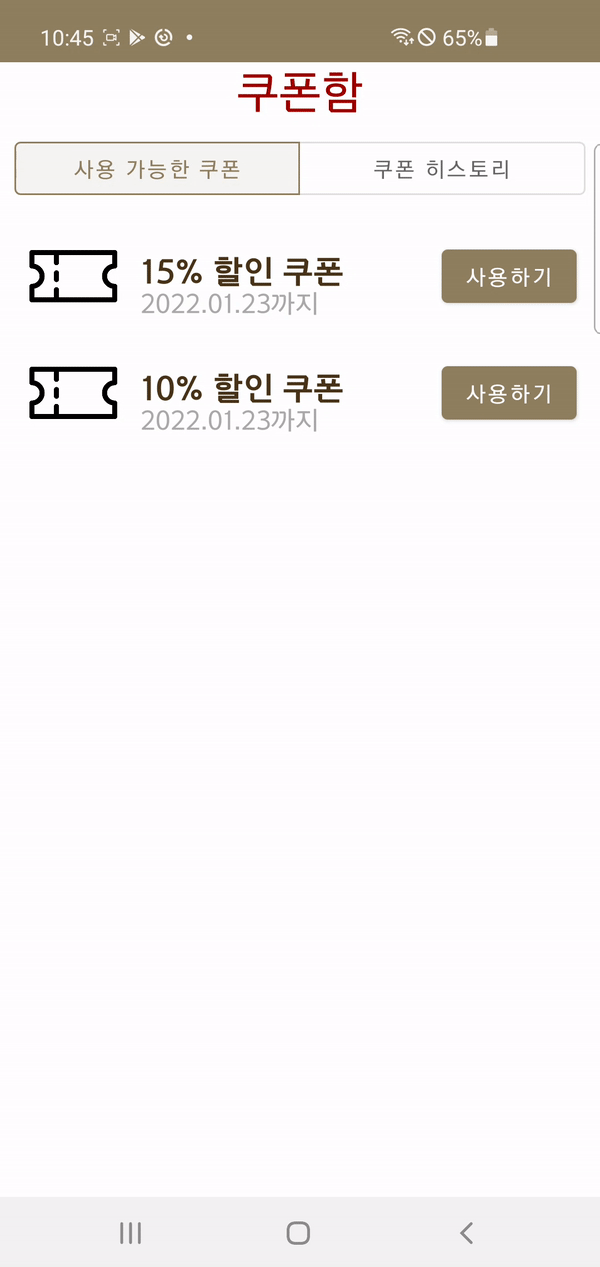 10:45 65%
쿠폰함
사용 가능한 쿠폰 쿠폰 히스토리
15% 할인 쿠폰
2022.01.23까지
사용하기
10% 할인 쿠폰
2022.01.23까지
사용하기